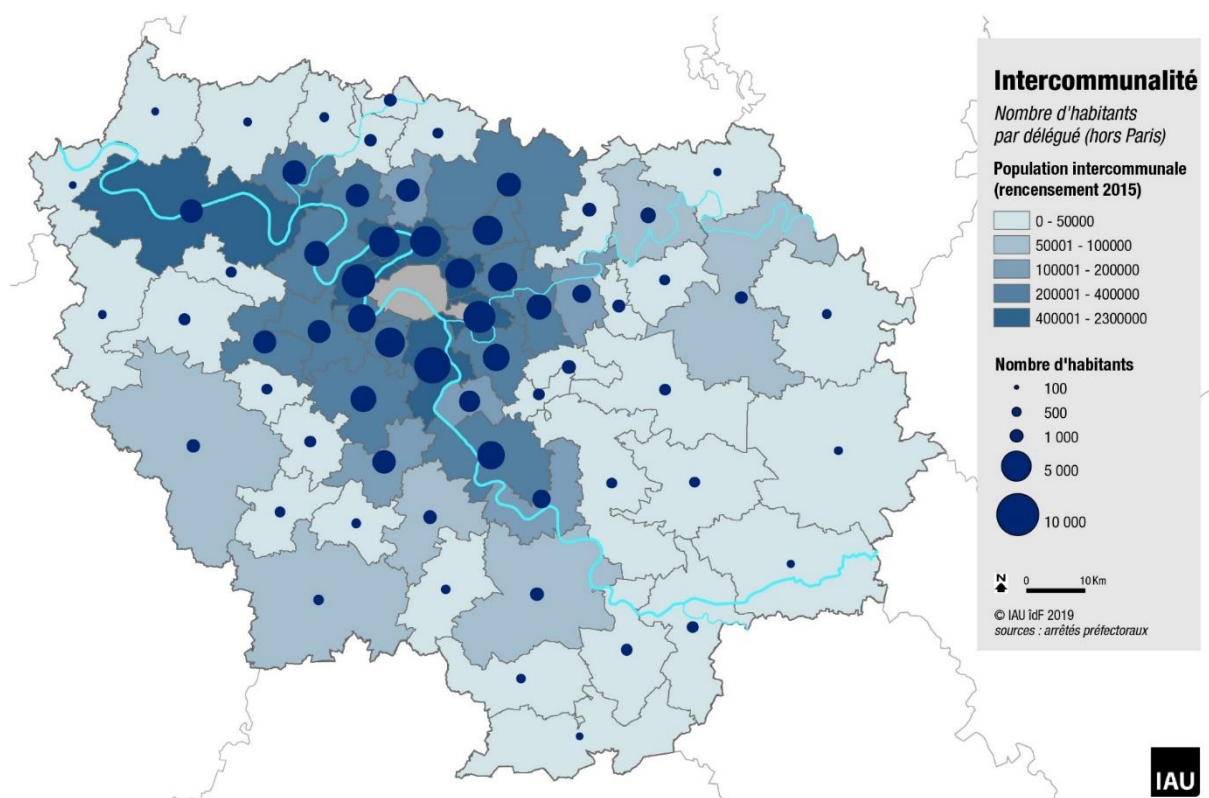 Intercommunalité
Nombre d'habitants
par délégué (hors Paris)
Population intercommunale
(rencensement 2015)
0 - 50000
50001 - 100000
100001 - 200000
200001 - 400000
400001 - 2300000
Nombre d'habitants
100
500
1 000
5 000
10 000
N
0 10 Km
© IAU îdF 2019
sources : arrêtés préfectoraux
IAU